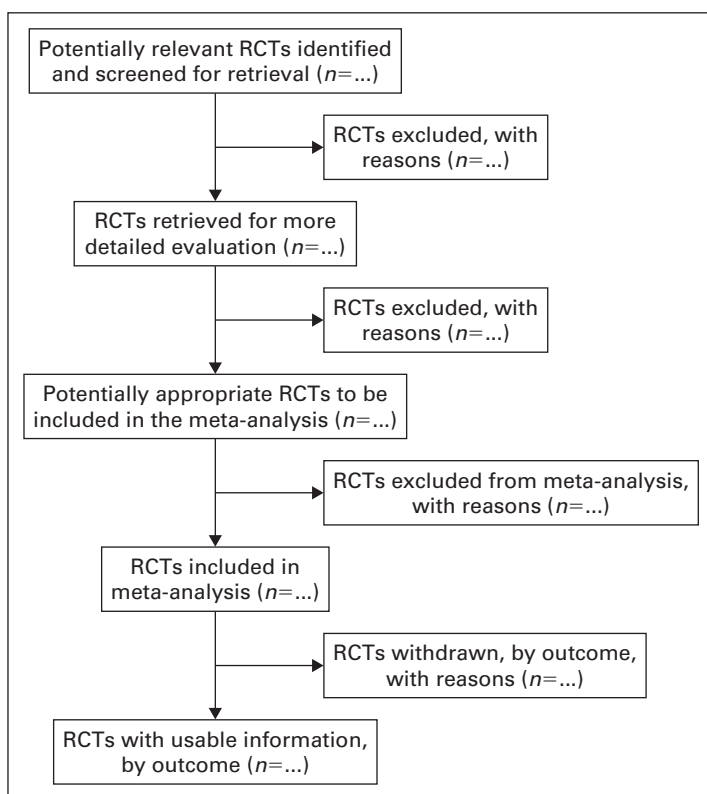 Potentially relevant RCTs identified
and screened for retrieval (n=...)
RCTs excluded, with
reasons (n=...)
RCTs retrieved for more
detailed evaluation (n=...)
RCTs excluded, with
reasons (n=...)
Potentially appropriate RCTs to be
included in the meta-analysis (n=...)
RCTs excluded from meta-analysis,
with reasons (n=...)
RCTs included in
meta-analysis (n=...)
RCTs withdrawn, by outcome,
with reasons (n=...)
RCTs with usable information,
by outcome (n=...)